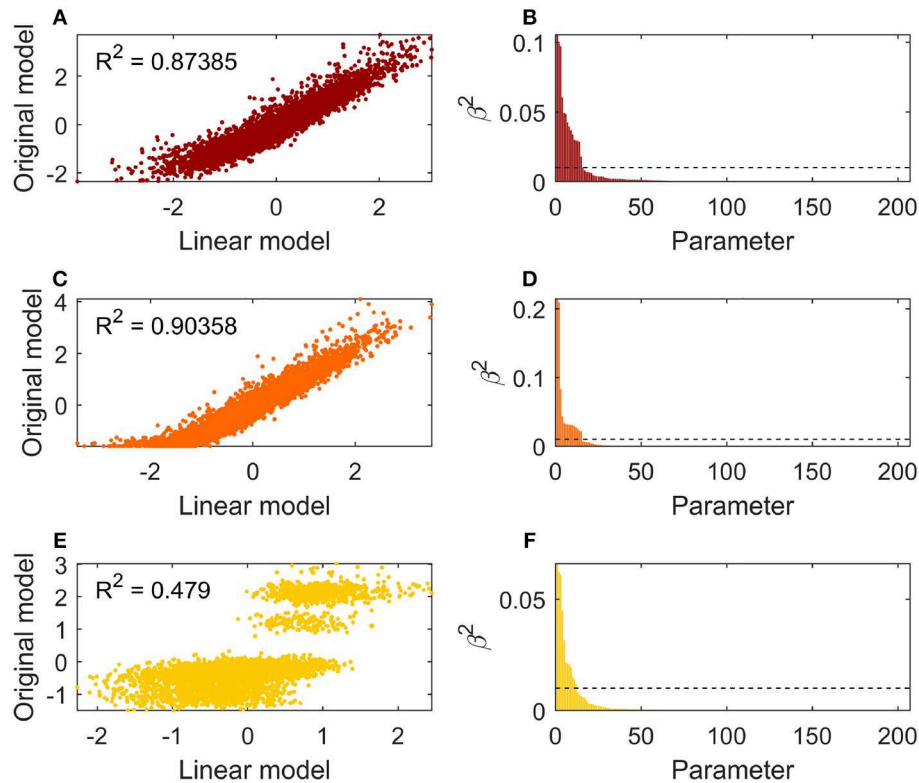 A
Original model
2
0
-2
R² = 0.87385
-2 0 2
Linear model
B
β²
0.1
0.05
0
0 50 100 150 200
Parameter
C
Original model
4
2
0
R² = 0.90358
-2 0 2
Linear model
D
β²
0.2
0.1
0
0 50 100 150 200
Parameter
E
Original model
3
2
1
0
-1
R² = 0.479
-2 -1 0 1 2
Linear model
F
β²
0.05
0
0 50 100 150 200
Parameter